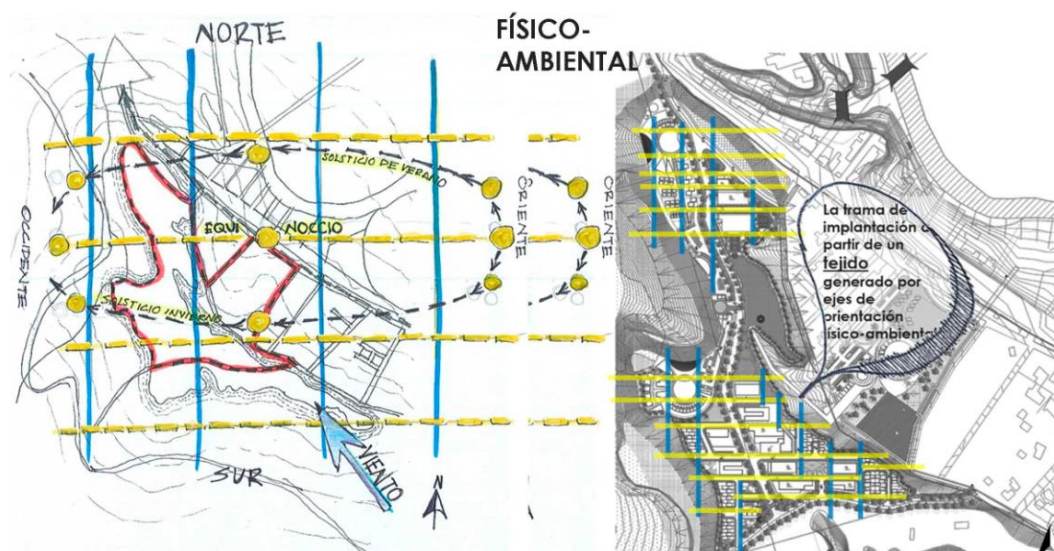 NORTE
FÍSICO-
AMBIENTAL
SOLSTICIO DE VERANO
ORIENTE
ORIENTE
OCCIDENTE
EQUI NOCCIO
SOLSTICIO INVIERNO
VIENTO
SUR
N
La trama de
implantación a
partir de un
tejido
generado por
ejes de
orientación
físico-ambiental